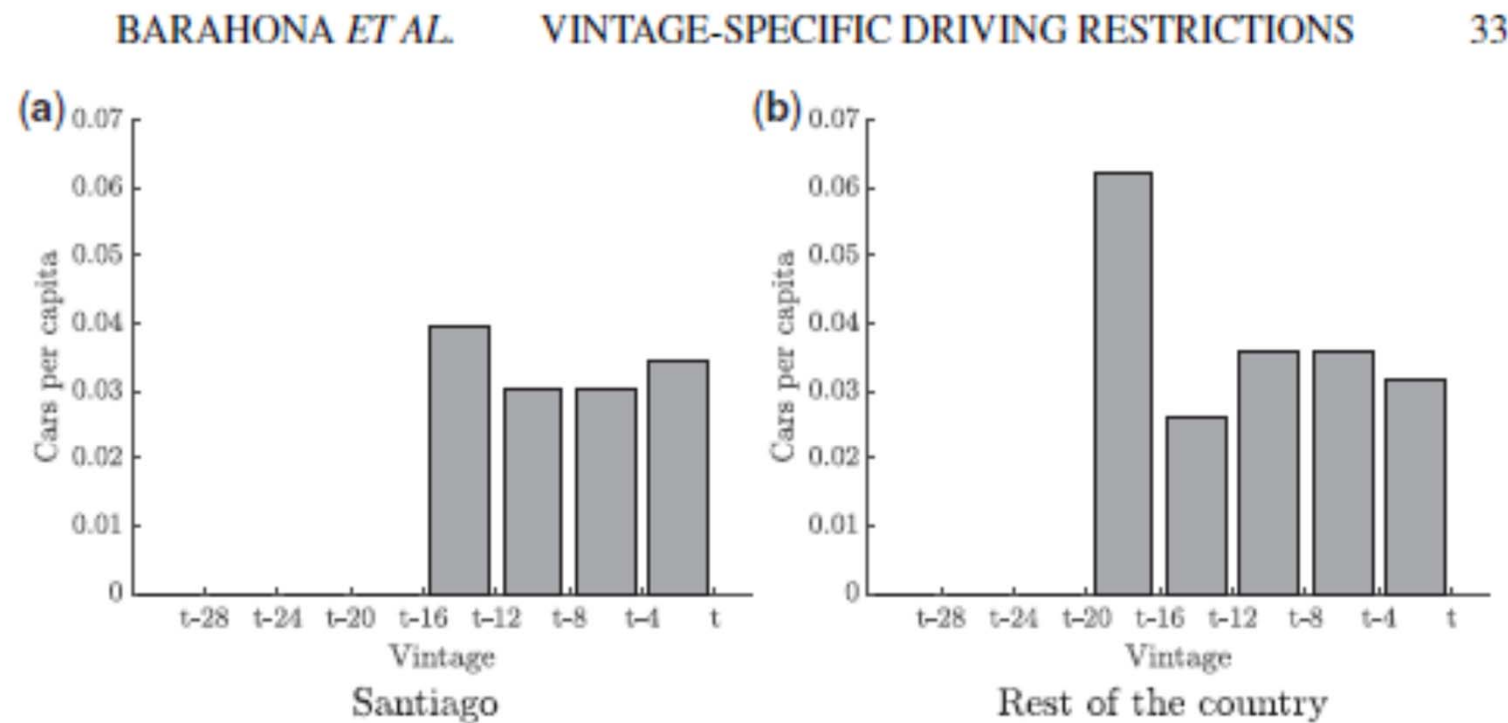 BARAHONA ET AL. VINTAGE-SPECIFIC DRIVING RESTRICTIONS 33
(a)
0.07
0.06
0.05
0.04
0.03
0.02
0.01
0
Cars per capita
t-28 t-24 t-20 t-16 t-12 t-8 t-4 t
Vintage
Santiago
(b)
0.07
0.06
0.05
0.04
0.03
0.02
0.01
0
Cars per capita
t-28 t-24 t-20 t-16 t-12 t-8 t-4 t
Vintage
Rest of the country